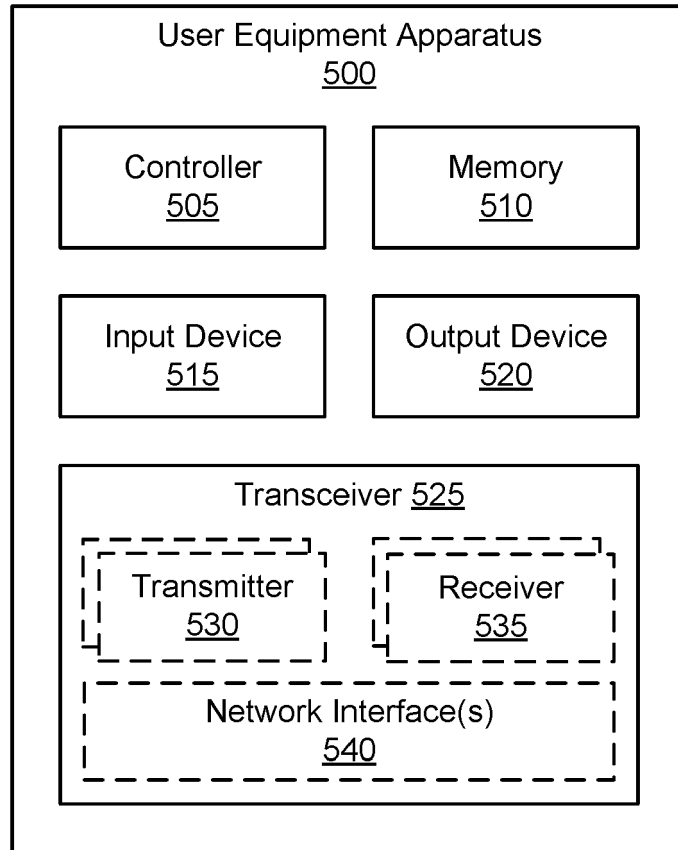 User Equipment Apparatus
500
Controller
505
Memory
510
Input Device
515
Output Device
520
Transceiver 525
Transmitter
530
Receiver
535
Network Interface(s)
540